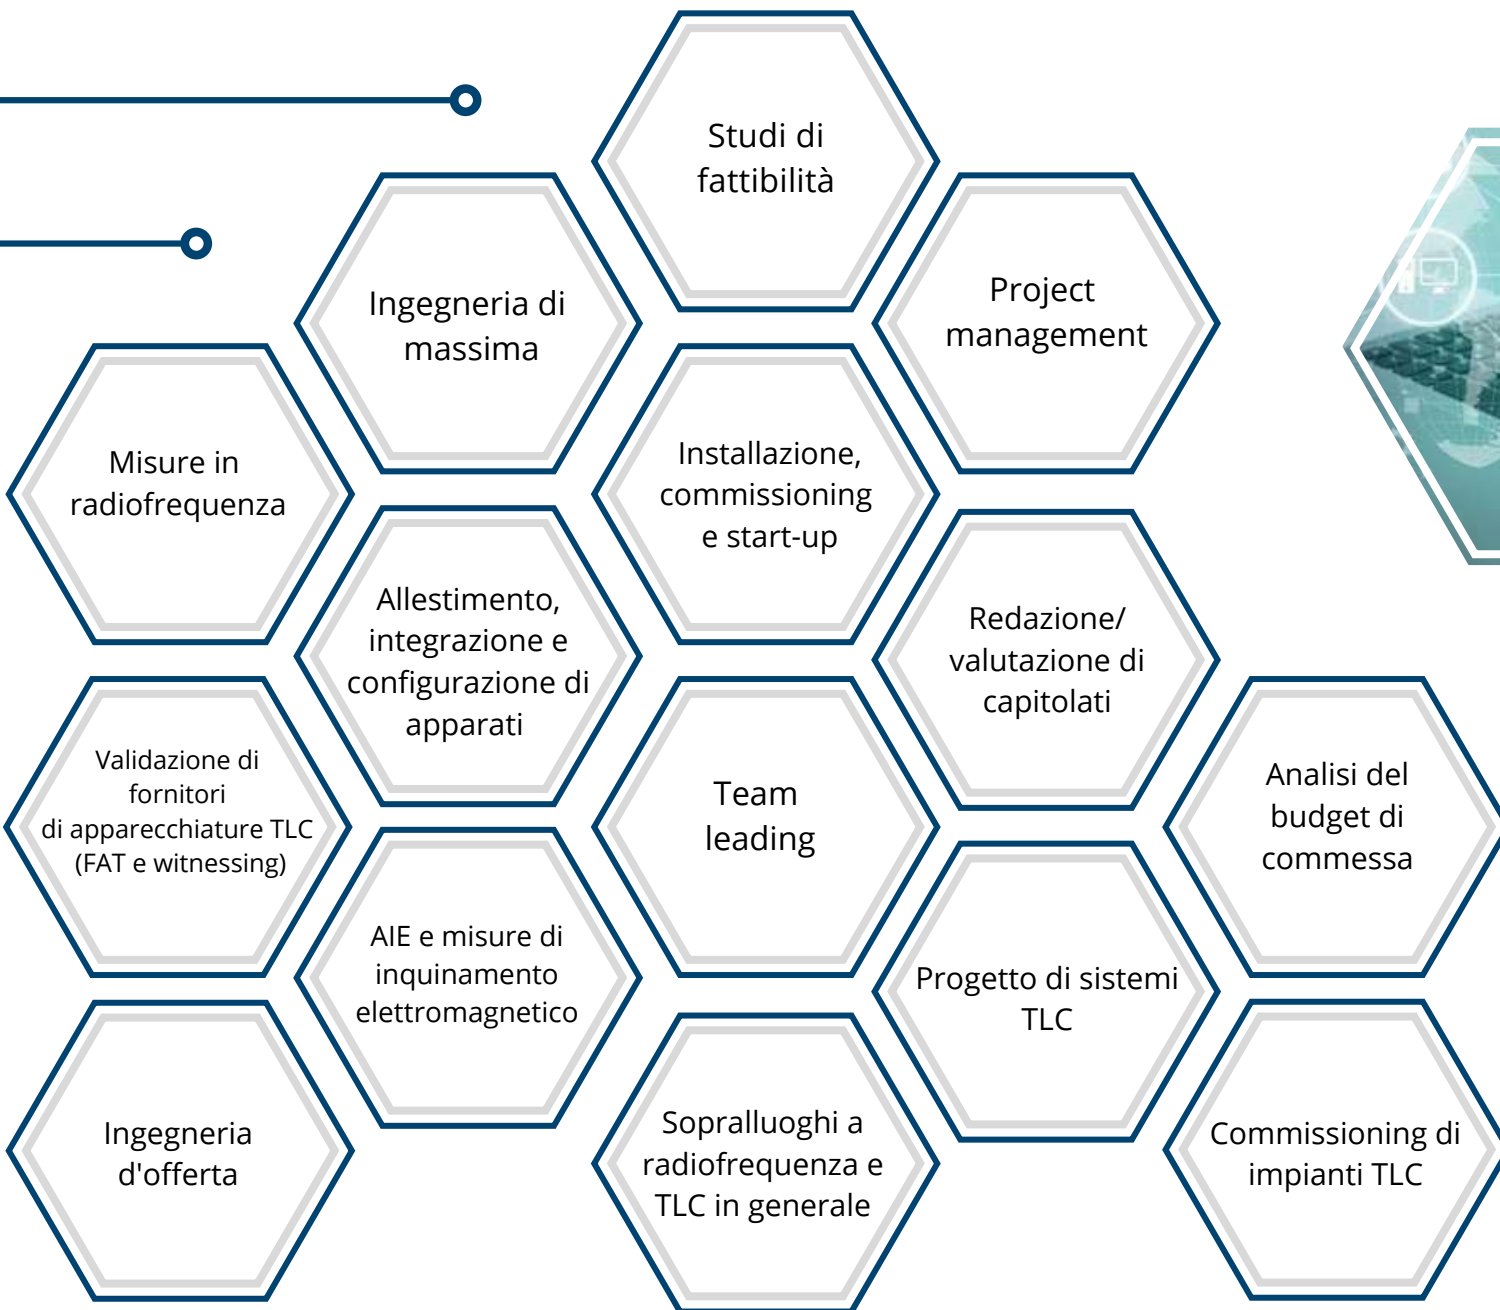 Studi di
fattibilità
Ingegneria di
massima
Project
management
Misure in
radiofrequenza
Installazione,
commissioning
e start-up
Allestimento,
integrazione e
configurazione di
apparati
Redazione/
valutazione di
capitolati
Validazione di
fornitori
di apparecchiature TLC
(FAT e witnessing)
Team
leading
Analisi del
budget di
commessa
AIE e misure di
inquinamento
elettromagnetico
Progetto di sistemi
TLC
Ingegneria
d'offerta
Sopralluoghi a
radiofrequenza e
TLC in generale
Commissioning di
impianti TLC